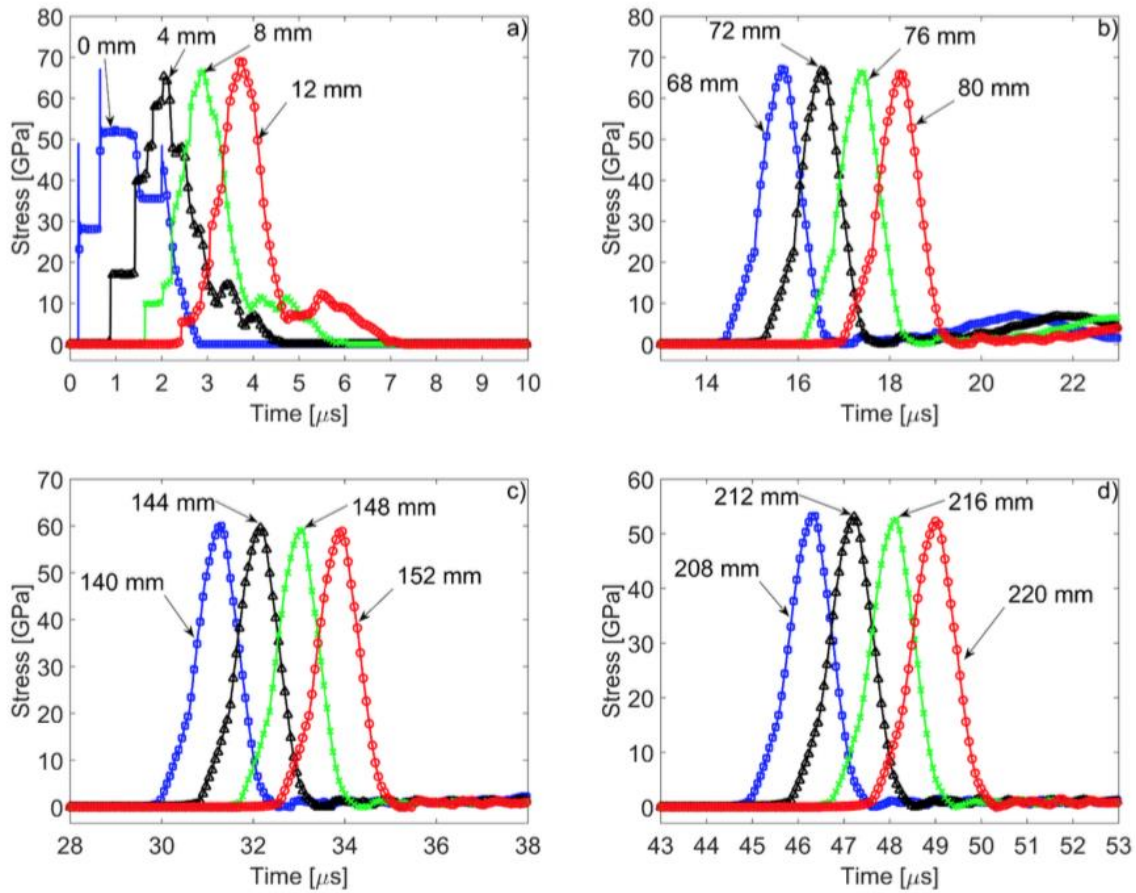 a)
0 mm
4 mm
8 mm
12 mm
Stress [GPa]
70
60
50
40
30
20
10
0
0 1 2 3 4 5 6 7 8 9 10
Time [μs]
b)
72 mm
76 mm
68 mm
80 mm
Stress [GPa]
80
70
60
50
40
30
20
10
0
14 16 18 20 22
Time [μs]
c)
144 mm
148 mm
140 mm
152 mm
Stress [GPa]
70
60
50
40
30
20
10
0
28 30 32 34 36 38
Time [μs]
d)
212 mm
216 mm
208 mm
220 mm
Stress [GPa]
60
50
40
30
20
10
0
43 44 45 46 47 48 49 50 51 52 53
Time [μs]